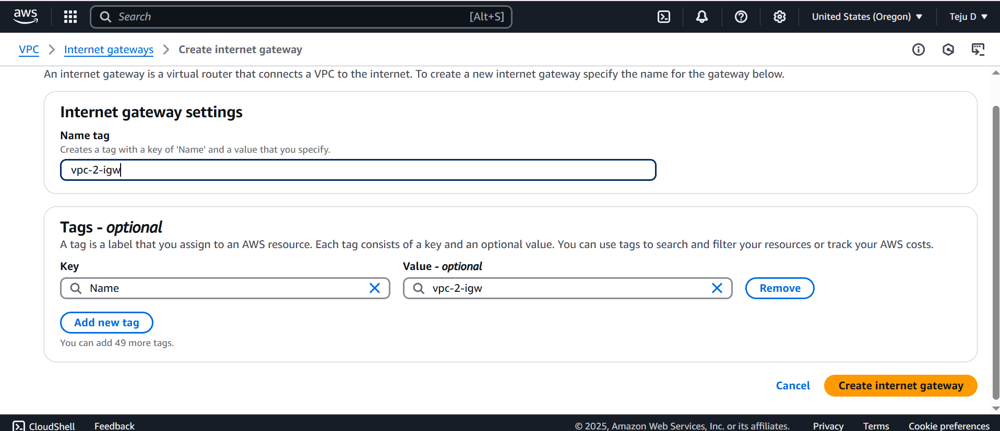 aws Search [Alt+S] United States (Oregon) Teju D
VPC Internet gateways Create internet gateway
An internet gateway is a virtual router that connects a VPC to the internet. To create a new internet gateway specify the name for the gateway below.
Internet gateway settings
Name tag
Creates a tag with a key of 'Name' and a value that you specify.
vpc-2-igw
Tags - optional
A tag is a label that you assign to an AWS resource. Each tag consists of a key and an optional value. You can use tags to search and filter your resources or track your AWS costs.
Key Value - optional
Name vpc-2-igw Remove
Add new tag
You can add 49 more tags.
Cancel Create internet gateway
CloudShell Feedback © 2025, Amazon Web Services, Inc. or its affiliates. Privacy Terms Cookie preferences